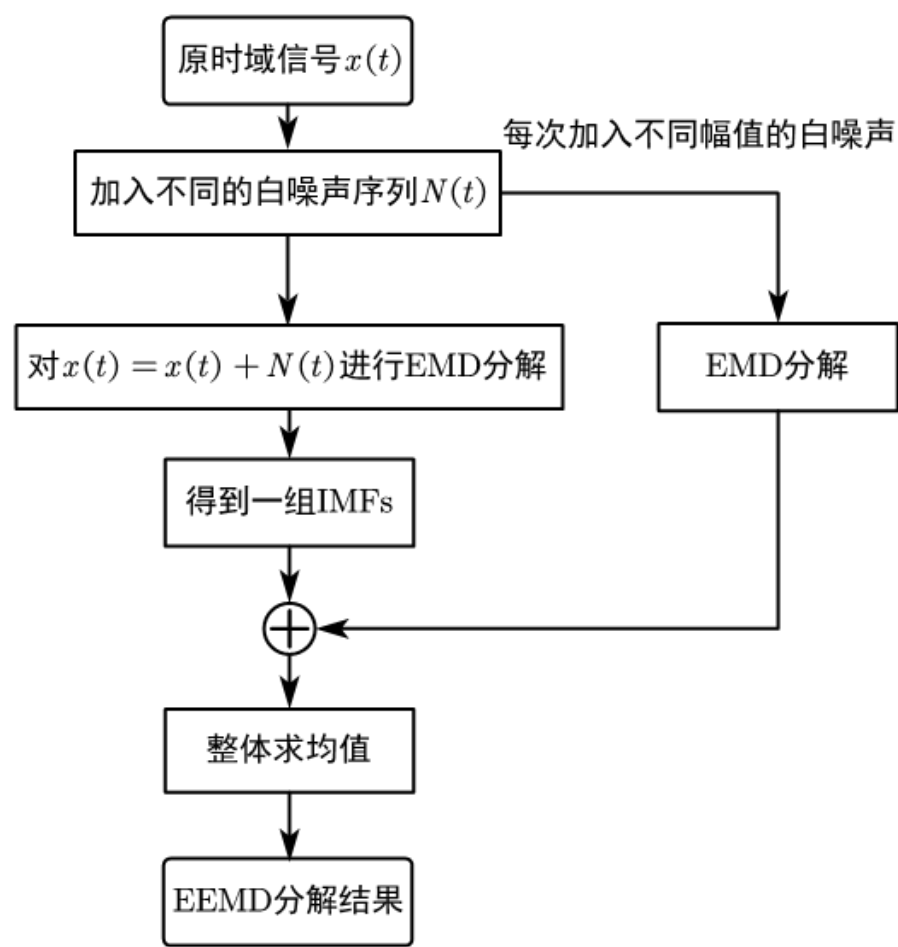 原时域信号x(t)
每次加入不同幅值的白噪声
加入不同的白噪声序列N(t)
对x(t)=x(t)+N(t)进行EMD分解
EMD分解
得到一组IMFs
整体求均值
EEMD分解结果